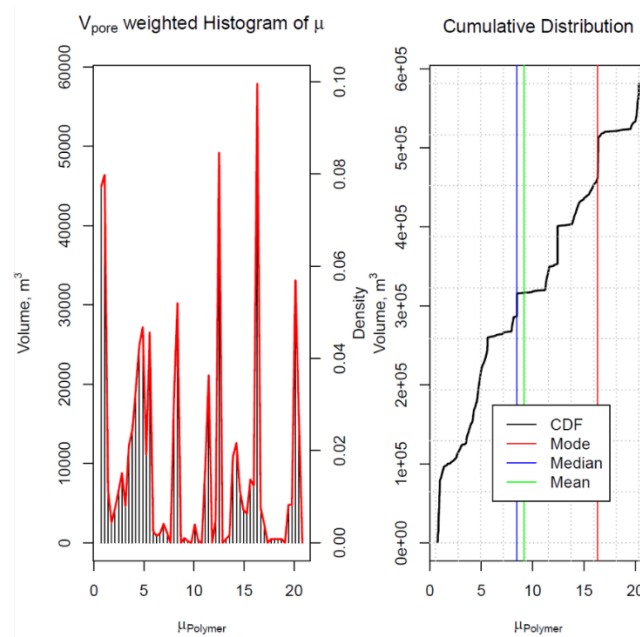 V_pore weighted Histogram of μ
Cumulative Distribution
Volume, m³
0
10000
20000
30000
40000
50000
60000
0.00
0.02
0.04
0.06
0.08
0.10
Density
0 5 10 15 20
μ_Polymer
Volume, m³
0e+00
1e+05
2e+05
3e+05
4e+05
5e+05
6e+05
CDF
Mode
Median
Mean
0 5 10 15 20
μ_Polymer